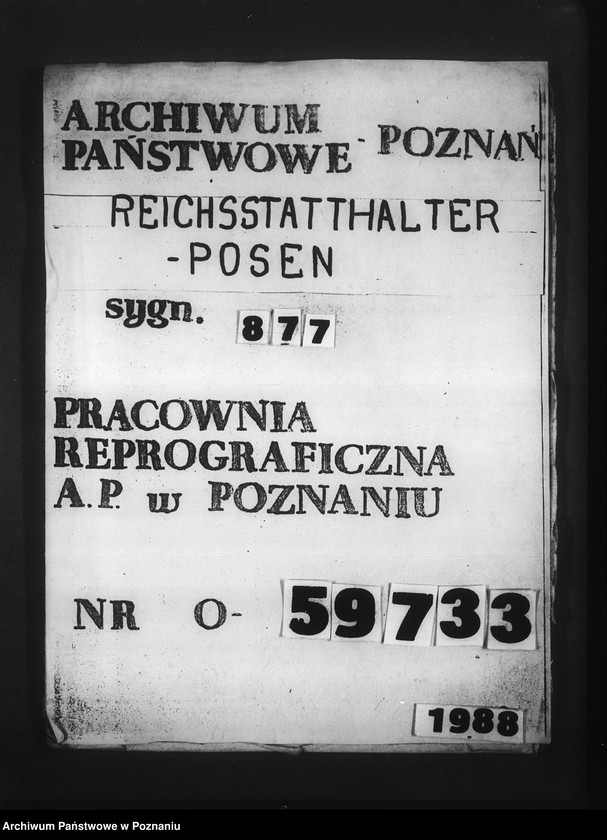 ARCHIWUM
PAŃSTWOWE - POZNAŃ
REICHSSTATTHALTER
-POSEN
sygn. 877
PRACOWNIA
REPROGRAFICZNA
A.P. w POZNANIU
NR O- 59733
1988
Archiwum Państwowe w Poznaniu